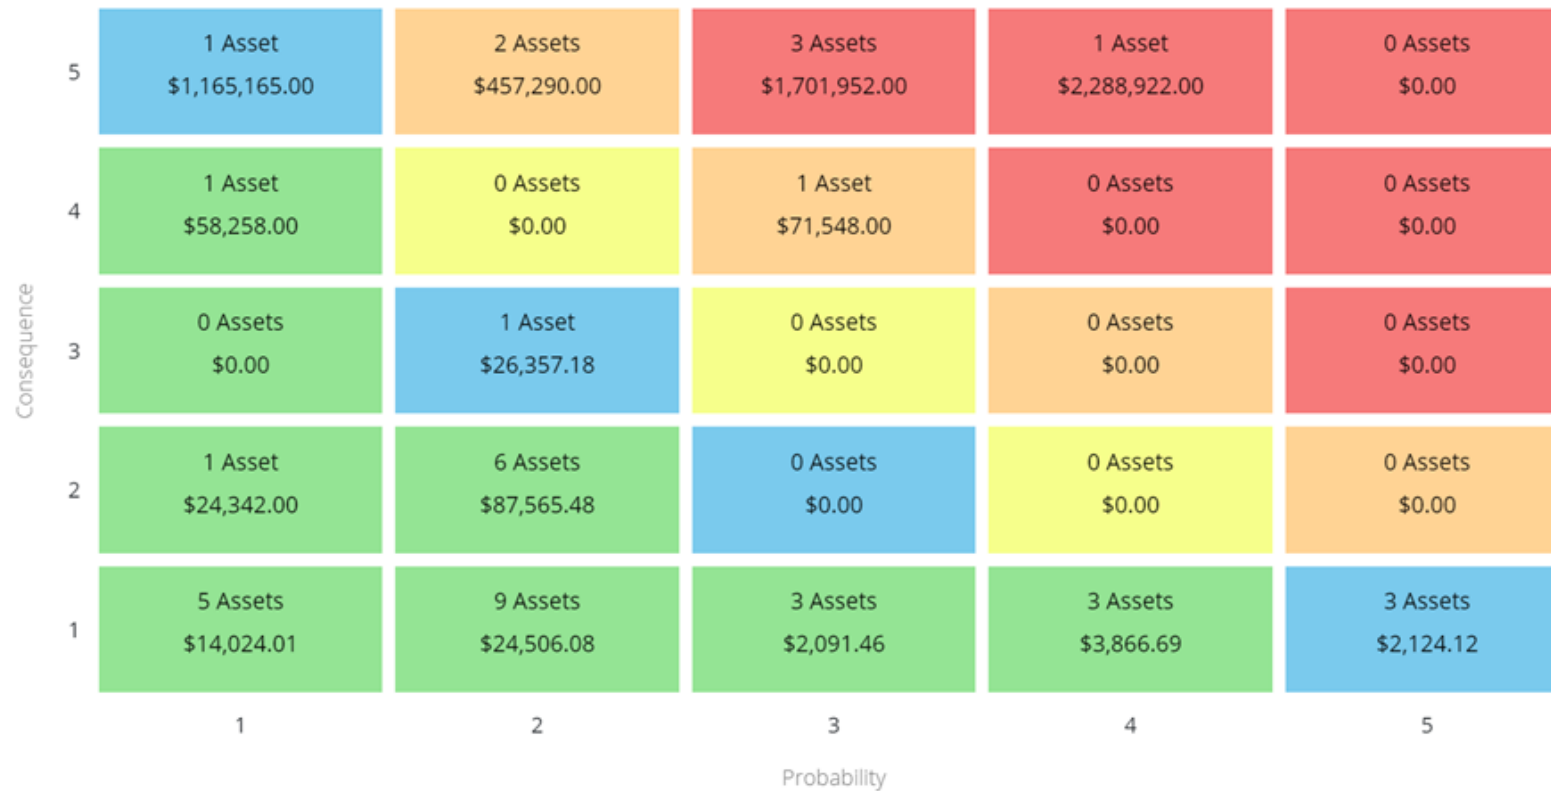 5
1 Asset
$1,165,165.00
2 Assets
$457,290.00
3 Assets
$1,701,952.00
1 Asset
$2,288,922.00
0 Assets
$0.00
4
1 Asset
$58,258.00
0 Assets
$0.00
1 Asset
$71,548.00
0 Assets
$0.00
0 Assets
$0.00
Consequence
3
0 Assets
$0.00
1 Asset
$26,357.18
0 Assets
$0.00
0 Assets
$0.00
0 Assets
$0.00
2
1 Asset
$24,342.00
6 Assets
$87,565.48
0 Assets
$0.00
0 Assets
$0.00
0 Assets
$0.00
1
5 Assets
$14,024.01
9 Assets
$24,506.08
3 Assets
$2,091.46
3 Assets
$3,866.69
3 Assets
$2,124.12
1
2
3
4
5
Probability